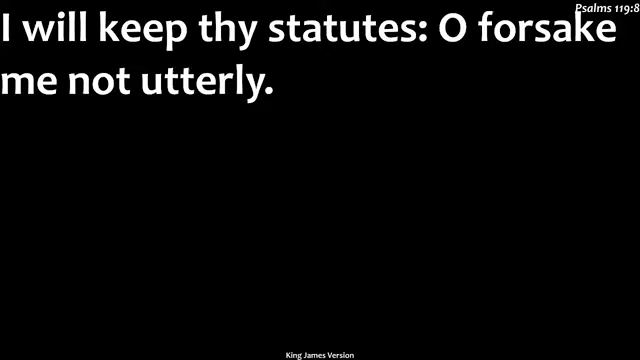 Psalms 119:8
I will keep thy statutes: O forsake
me not utterly.
King James Version